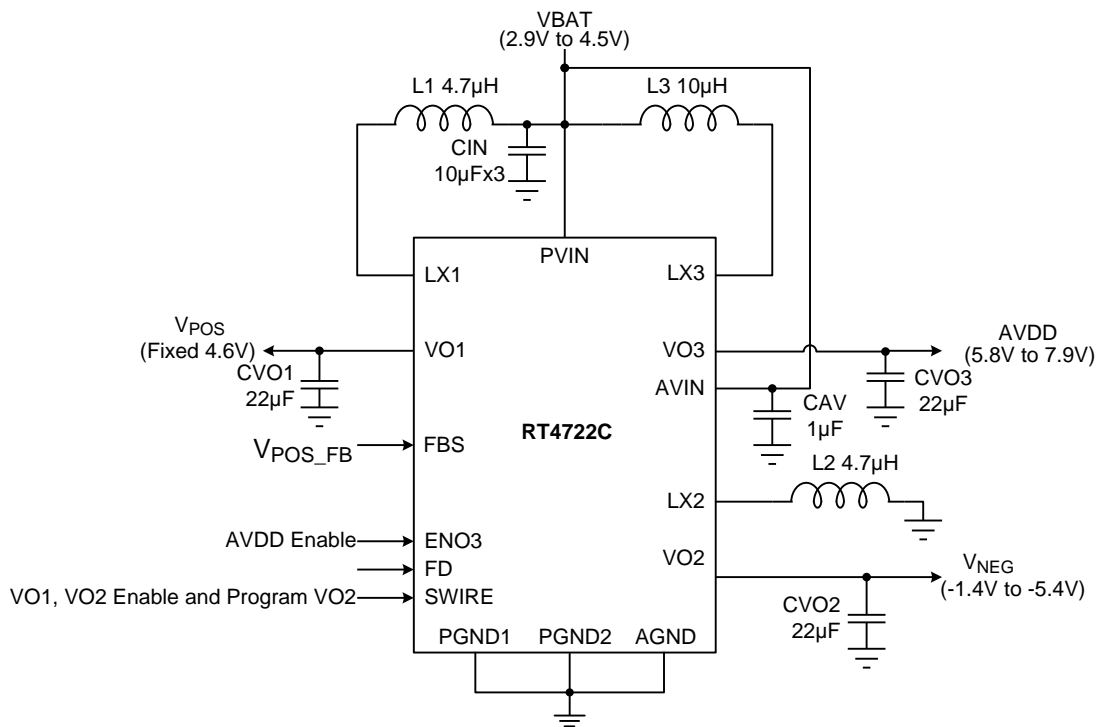 VBAT
(2.9V to 4.5V)
L1 4.7µH
L3 10µH
CIN
10µFx3
PVIN
LX1
LX3
VPOS
(Fixed 4.6V)
VO1
VO3
AVDD
(5.8V to 7.9V)
CVO1
22µF
AVIN
CVO3
22µF
CAV
1µF
RT4722C
VPOS_FB
FBS
L2 4.7µH
LX2
AVDD Enable
ENO3
VO2
FD
VNEG
(-1.4V to -5.4V)
VO1, VO2 Enable and Program VO2
SWIRE
CVO2
22µF
PGND1
PGND2
AGND